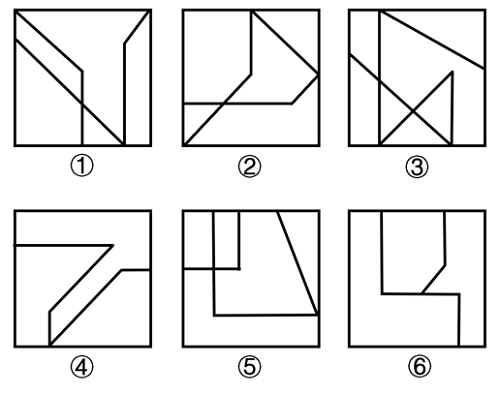 ① ② ③
④ ⑤ ⑥